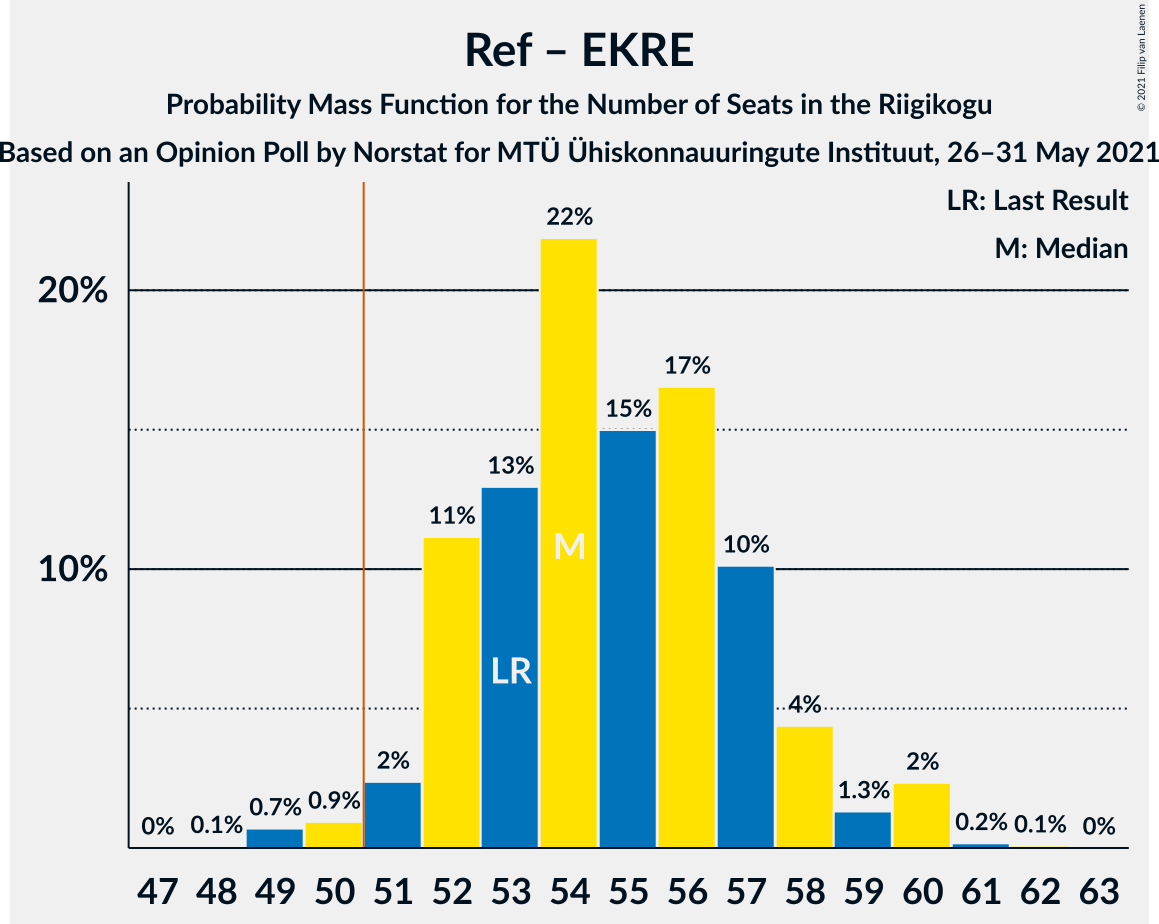 Ref – EKRE
Probability Mass Function for the Number of Seats in the Riigikogu
Based on an Opinion Poll by Norstat for MTÜ Ühiskonnauuringute Instituut, 26–31 May 2021
© 2021 Filip van Laenen
LR: Last Result
M: Median
20%
10%
0%
0.1%
0.7%
0.9%
2%
11%
13%
22%
15%
17%
10%
4%
1.3%
2%
0.2%
0.1%
0%
LR
M
47 48 49 50 51 52 53 54 55 56 57 58 59 60 61 62 63